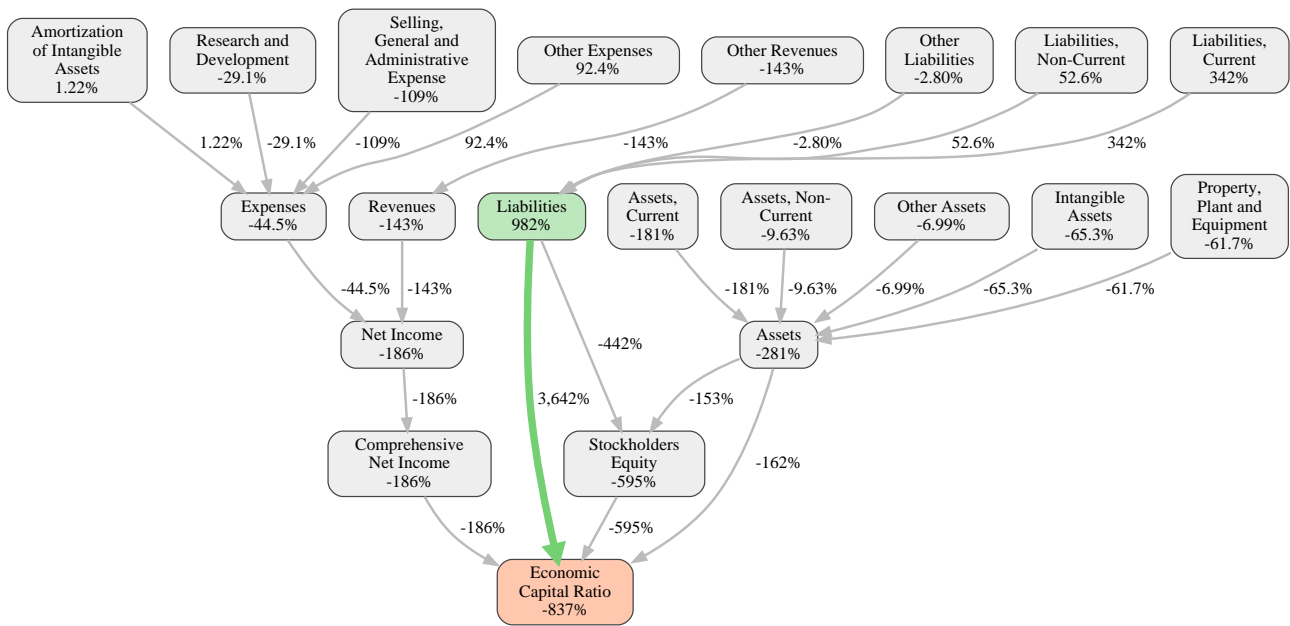 Amortization
of Intangible
Assets
1.22%
Research and
Development
-29.1%
Selling,
General and
Administrative
Expense
-109%
Other Expenses
92.4%
Other Revenues
-143%
Other
Liabilities
-2.80%
Liabilities,
Non-Current
52.6%
Liabilities,
Current
342%
1.22%
-29.1%
-109%
92.4%
-143%
-2.80%
52.6%
342%
Expenses
-44.5%
Revenues
-143%
Liabilities
982%
Assets,
Current
-181%
Assets, Non-
Current
-9.63%
Other Assets
-6.99%
Intangible
Assets
-65.3%
Property,
Plant and
Equipment
-61.7%
-44.5%
-143%
-181%
-9.63%
-6.99%
-65.3%
-61.7%
Net Income
-186%
-442%
Assets
-281%
-186%
3,642%
-153%
Comprehensive
Net Income
-186%
Stockholders
Equity
-595%
-162%
-186%
-595%
Economic
Capital Ratio
-837%